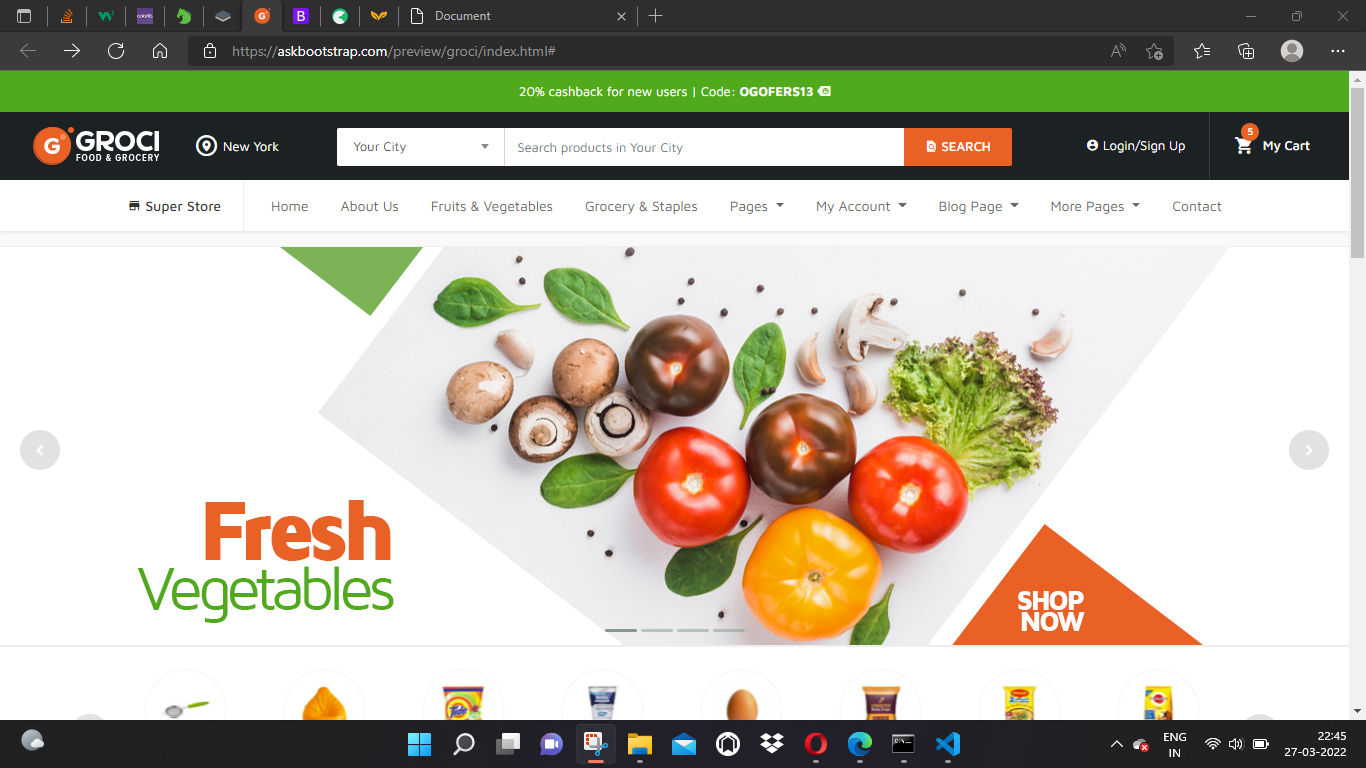 Document
https://askbootstrap.com/preview/groci/index.html#
20% cashback for new users | Code: OGOFERS13
GROCI
FOOD & GROCERY
New York
Your City
Search products in Your City
SEARCH
Login/Sign Up
5
My Cart
Super Store
Home
About Us
Fruits & Vegetables
Grocery & Staples
Pages
My Account
Blog Page
More Pages
Contact
Fresh
Vegetables
SHOP
NOW
ENG
IN
22:45
27-03-2022